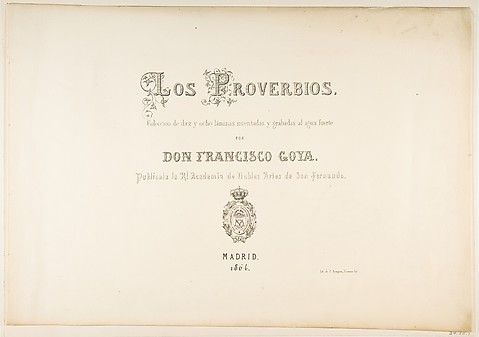 Los Proverbios.
Coleccion de diez y ocho láminas inventadas y grabadas al agua fuerte
POR
DON FRANCISCO GOYA.
Publícala la Rl. Academia de Nobles Artes de San Fernando.
MADRID.
1864.